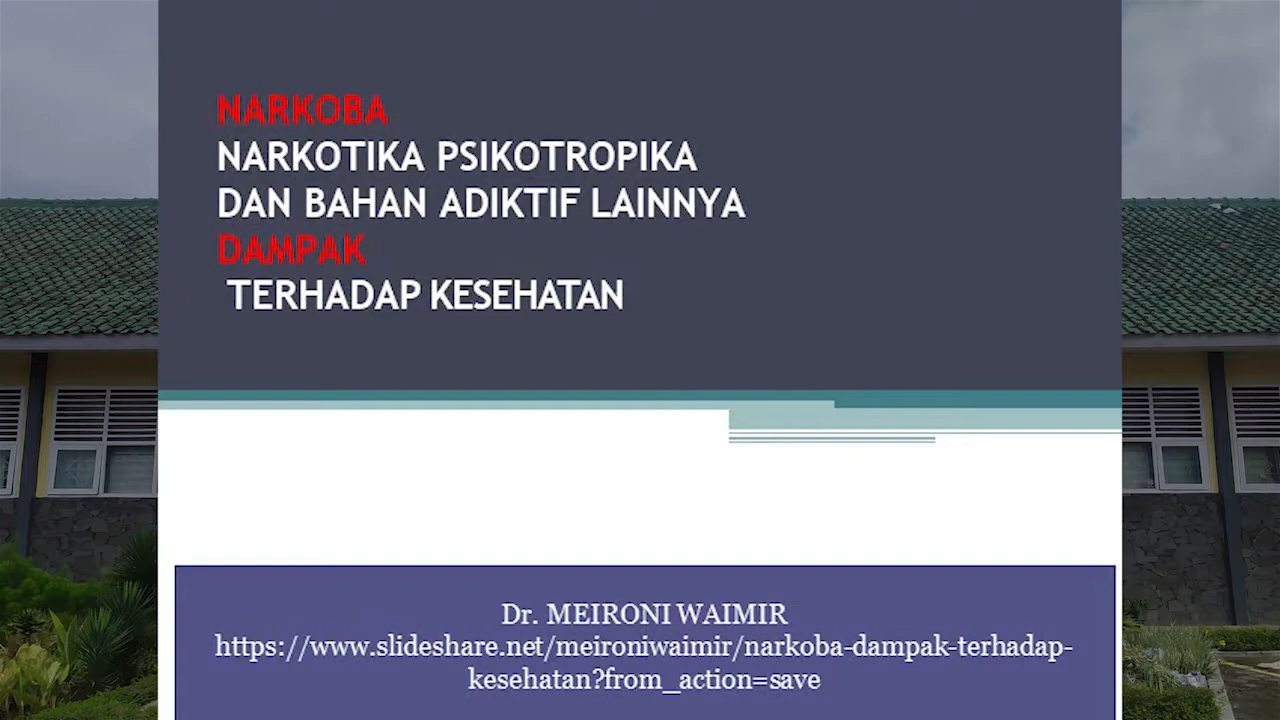 NARKOBA
NARKOTIKA PSIKOTROPIKA
DAN BAHAN ADIKTIF LAINNYA
DAMPAK
TERHADAP KESEHATAN
Dr. MEIRONI WAIMIR
https://www.slideshare.net/meironiwaimir/narkoba-dampak-terhadap-
kesehatan?from_action=save